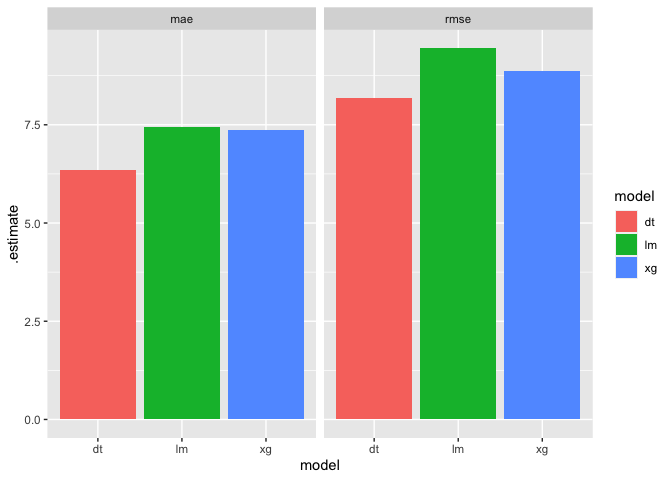 mae
rmse
7.5
5.0
2.5
0.0
.estimate
dt
lm
xg
dt
lm
xg
model
model
dt
lm
xg